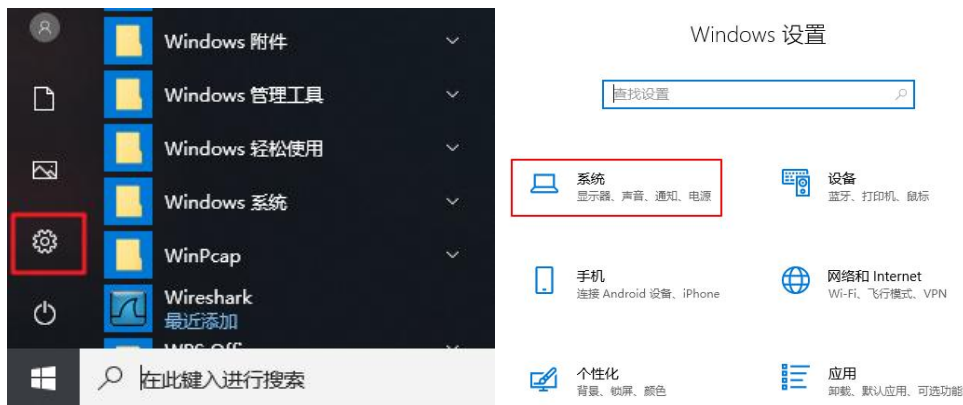 Windows 附件
Windows 管理工具
Windows 轻松使用
Windows 系统
WinPcap
Wireshark
最近添加
在此键入进行搜索
Windows 设置
查找设置
系统
显示器、声音、通知、电源
设备
蓝牙、打印机、鼠标
手机
连接 Android 设备、iPhone
网络和 Internet
Wi-Fi、飞行模式、VPN
个性化
背景、锁屏、颜色
应用
卸载、默认应用、可选功能